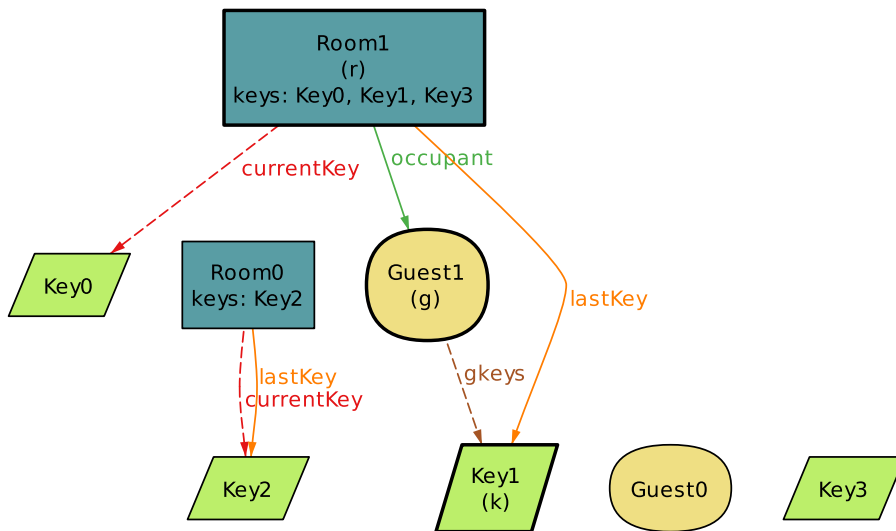 Room1
(r)
keys: Key0, Key1, Key3
occupant
currentKey
Key0
Room0
keys: Key2
Guest1
(g)
lastKey
gkeys
lastKey
currentKey
Key2
Key1
(k)
Guest0
Key3